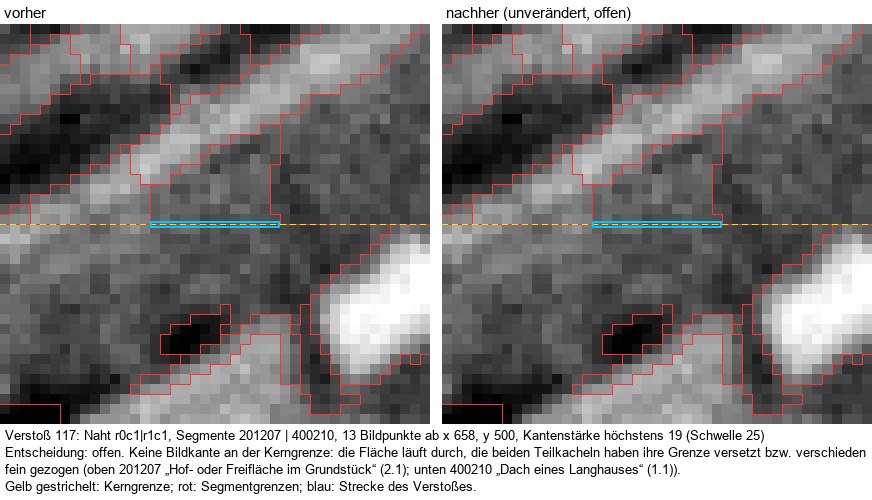 vorher
nachher (unverändert, offen)
Verstoß 117: Naht r0c1|r1c1, Segmente 201207 | 400210, 13 Bildpunkte ab x 658, y 500, Kantenstärke höchstens 19 (Schwelle 25)
Entscheidung: offen. Keine Bildkante an der Kerngrenze: die Fläche läuft durch, die beiden Teilkacheln haben ihre Grenze versetzt bzw. verschieden
fein gezogen (oben 201207 „Hof- oder Freifläche im Grundstück“ (2.1); unten 400210 „Dach eines Langhauses“ (1.1)).
Gelb gestrichelt: Kerngrenze; rot: Segmentgrenzen; blau: Strecke des Verstoßes.